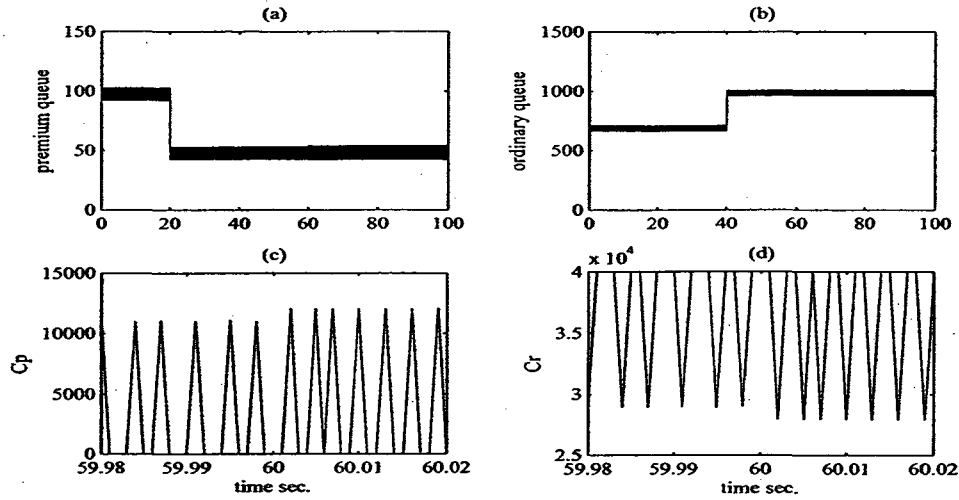 (a)
150
100
50
0
premium queue
0 20 40 60 80 100
(b)
1500
1000
500
0
ordinary queue
0 20 40 60 80 100
(c)
15000
10000
5000
0
Cp
59.98 59.99 60 60.01 60.02
time sec.
(d)
x 10^4
4
3.5
3
2.5
Cr
59.98 59.99 60 60.01 60.02
time sec.